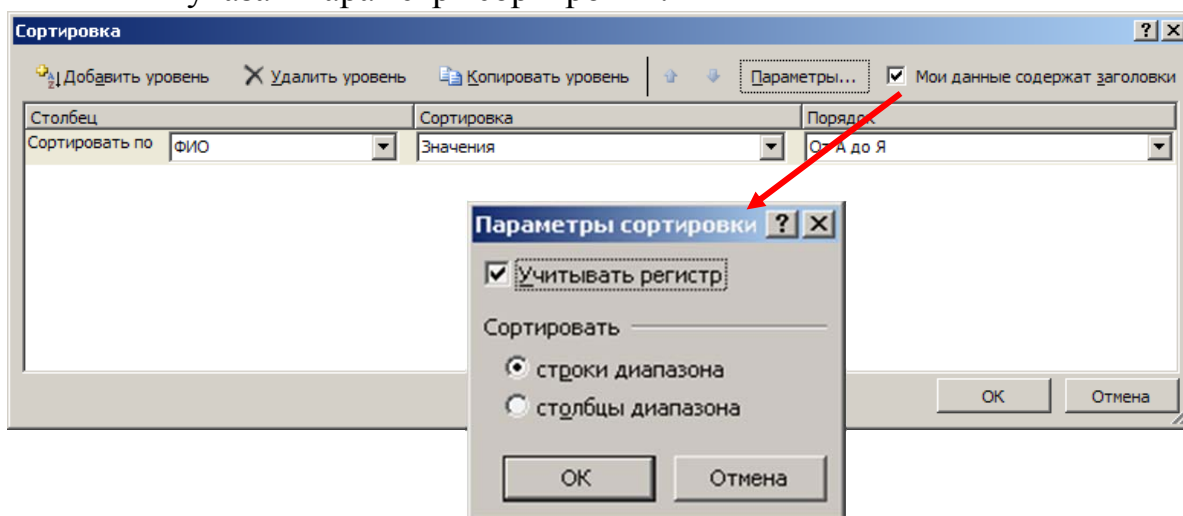 Сортировка
Добавить уровень Удалить уровень Копировать уровень Параметры... Мои данные содержат заголовки
Столбец Сортировка Порядок
Сортировать по ФИО Значения От А до Я
Параметры сортировки
Учитывать регистр
Сортировать
строки диапазона
столбцы диапазона
ОК Отмена
ОК Отмена